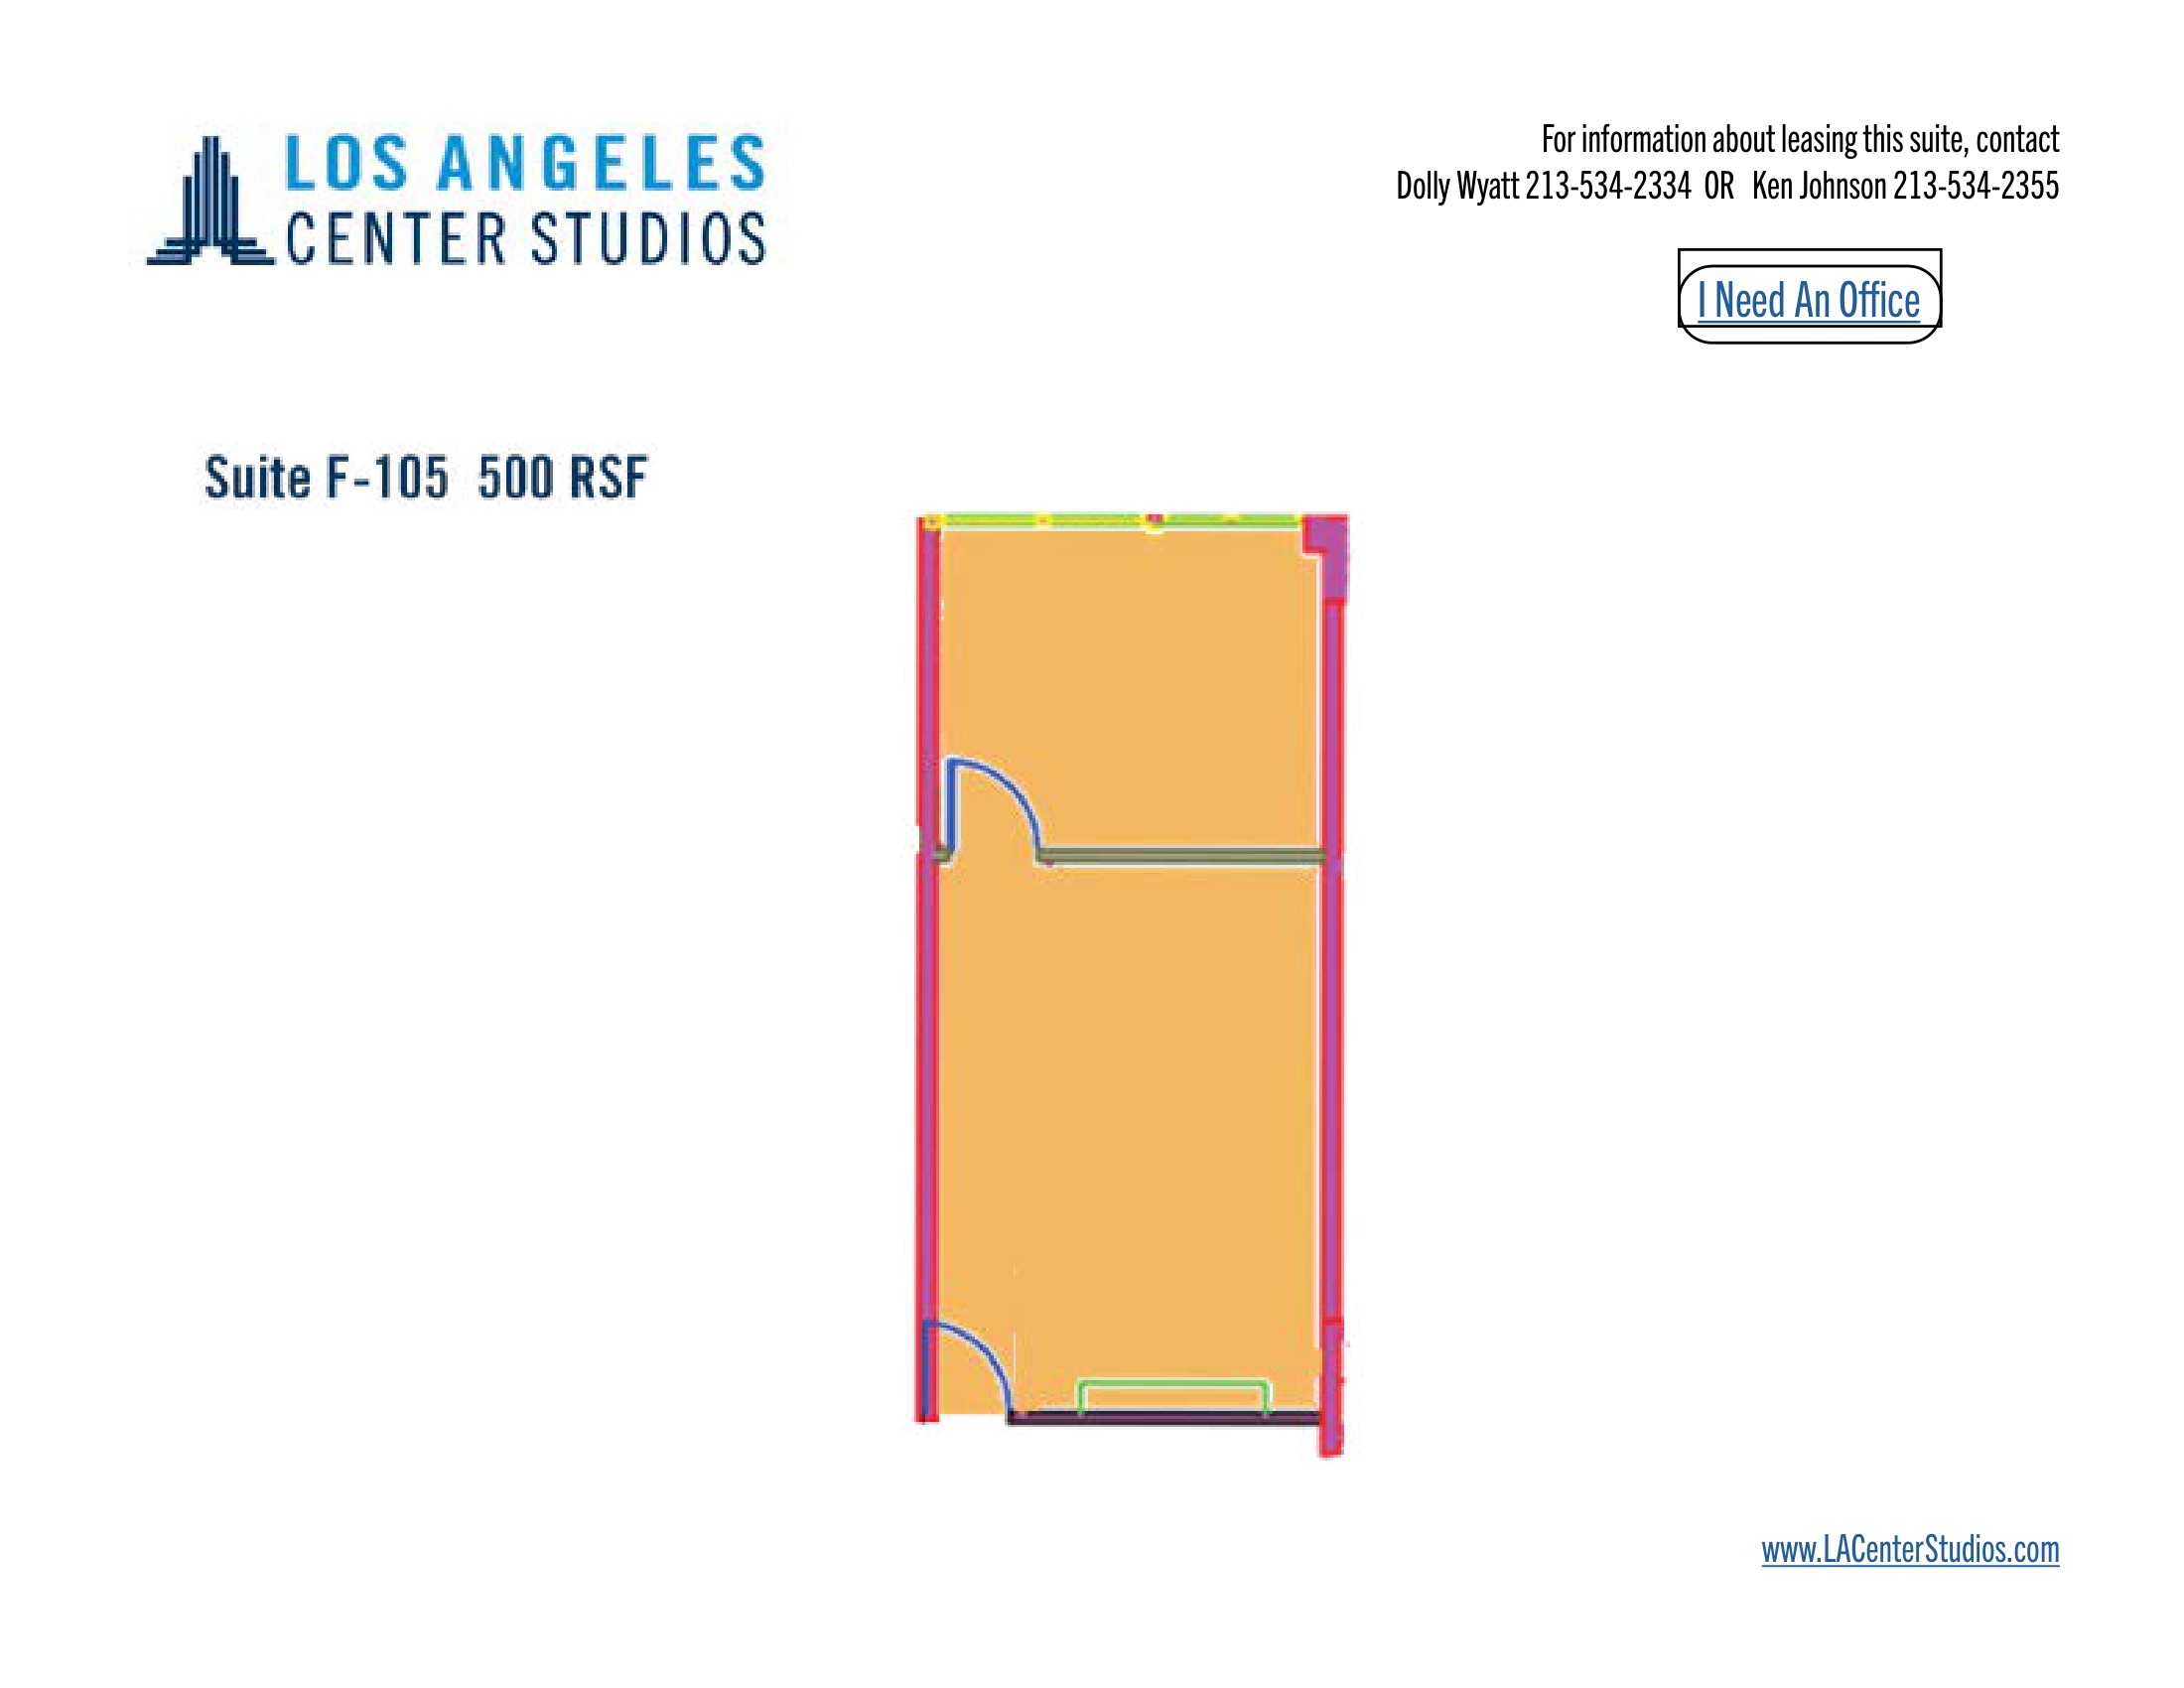 LOS ANGELES
CENTER STUDIOS
For information about leasing this suite, contact
Dolly Wyatt 213-534-2334 OR Ken Johnson 213-534-2355
I Need An Office
Suite F-105 500 RSF
www.LACenterStudios.com